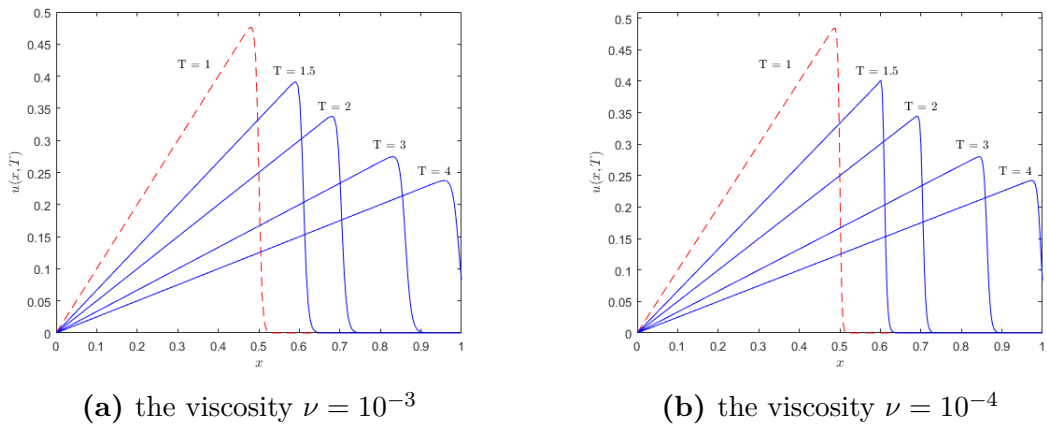 0.5
0.45
0.4
0.35
0.3
0.25
0.2
0.15
0.1
0.05
0
u(x, T)
T = 1
T = 1.5
T = 2
T = 3
T = 4
0 0.1 0.2 0.3 0.4 0.5 0.6 0.7 0.8 0.9 1
x
(a) the viscosity ν = 10⁻³
0.5
0.45
0.4
0.35
0.3
0.25
0.2
0.15
0.1
0.05
0
u(x, T)
T = 1
T = 1.5
T = 2
T = 3
T = 4
0 0.1 0.2 0.3 0.4 0.5 0.6 0.7 0.8 0.9 1
x
(b) the viscosity ν = 10⁻⁴